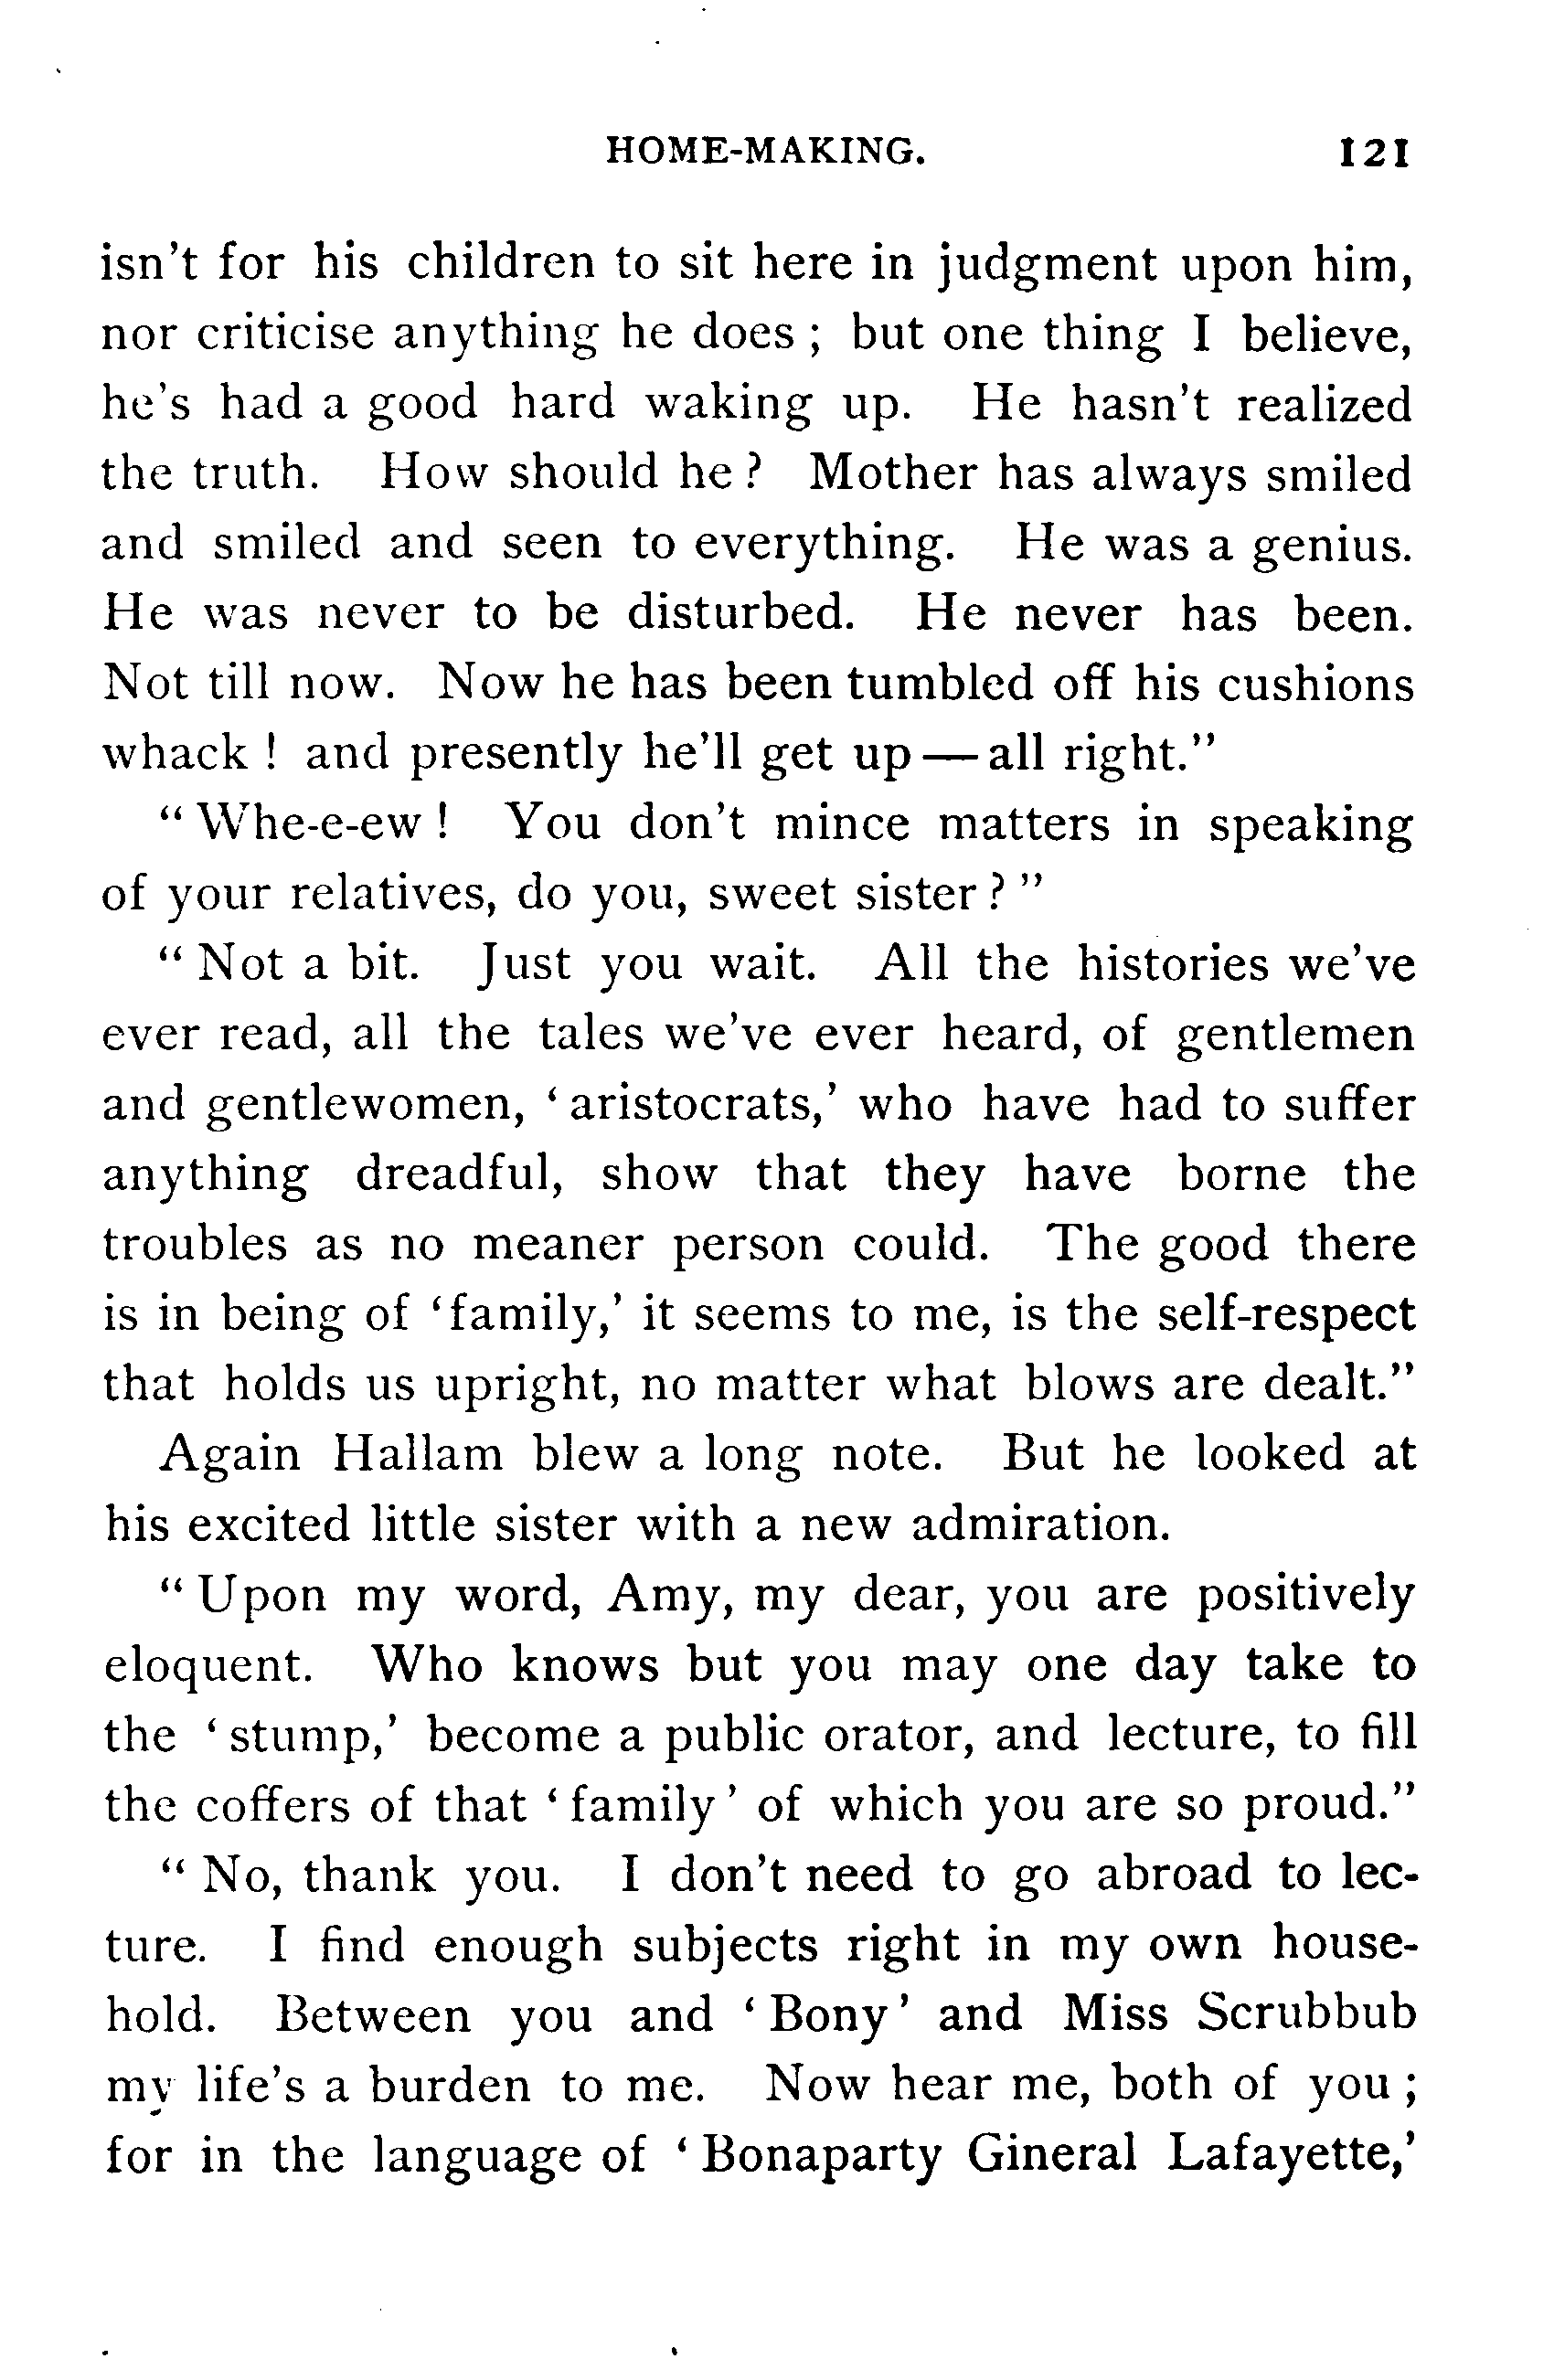 HOME-MAKING. 121
isn't for his children to sit here in judgment upon him,
nor criticise anything he does ; but one thing I believe,
he's had a good hard waking up. He hasn't realized
the truth. How should he ? Mother has always smiled
and smiled and seen to everything. He was a genius.
He was never to be disturbed. He never has been.
Not till now. Now he has been tumbled off his cushions
whack ! and presently he'll get up — all right."
" Whe-e-ew ! You don't mince matters in speaking
of your relatives, do you, sweet sister ? "
" Not a bit. Just you wait. All the histories we've
ever read, all the tales we've ever heard, of gentlemen
and gentlewomen, ' aristocrats,' who have had to suffer
anything dreadful, show that they have borne the
troubles as no meaner person could. The good there
is in being of 'family,' it seems to me, is the self-respect
that holds us upright, no matter what blows are dealt."
Again Hallam blew a long note. But he looked at
his excited little sister with a new admiration.
" Upon my word, Amy, my dear, you are positively
eloquent. Who knows but you may one day take to
the ' stump,' become a public orator, and lecture, to fill
the coffers of that ' family ' of which you are so proud."
" No, thank you. I don't need to go abroad to lec-
ture. I find enough subjects right in my own house-
hold. Between you and ' Bony ' and Miss Scrubbub
my life's a burden to me. Now hear me, both of you ;
for in the language of ' Bonaparty Gineral Lafayette,'